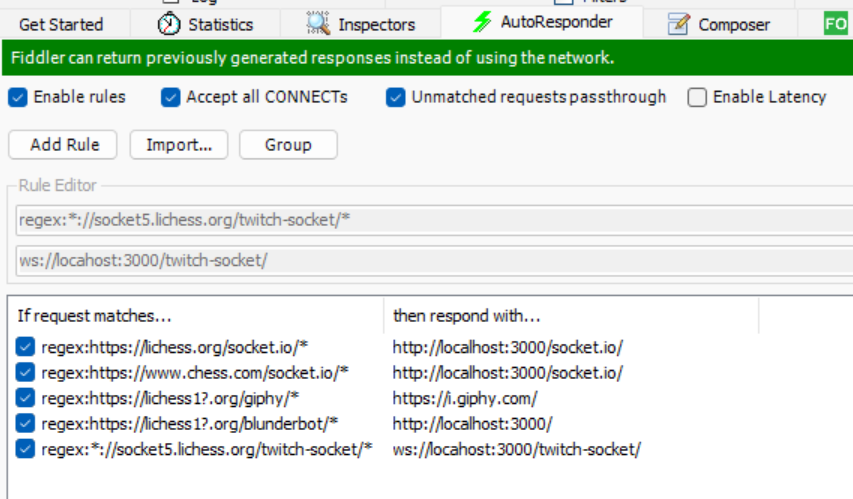 Log
Filters
Get Started
Statistics
Inspectors
AutoResponder
Composer
FO
Fiddler can return previously generated responses instead of using the network.
Enable rules
Accept all CONNECTs
Unmatched requests passthrough
Enable Latency
Add Rule
Import...
Group
Rule Editor
regex:*://socket5.lichess.org/twitch-socket/*
ws://locahost:3000/twitch-socket/
If request matches... then respond with...
regex:https://lichess.org/socket.io/* http://localhost:3000/socket.io/
regex:https://www.chess.com/socket.io/* http://localhost:3000/socket.io/
regex:https://lichess1?.org/giphy/* https://i.giphy.com/
regex:https://lichess1?.org/blunderbot/* http://localhost:3000/
regex:*://socket5.lichess.org/twitch-socket/* ws://locahost:3000/twitch-socket/